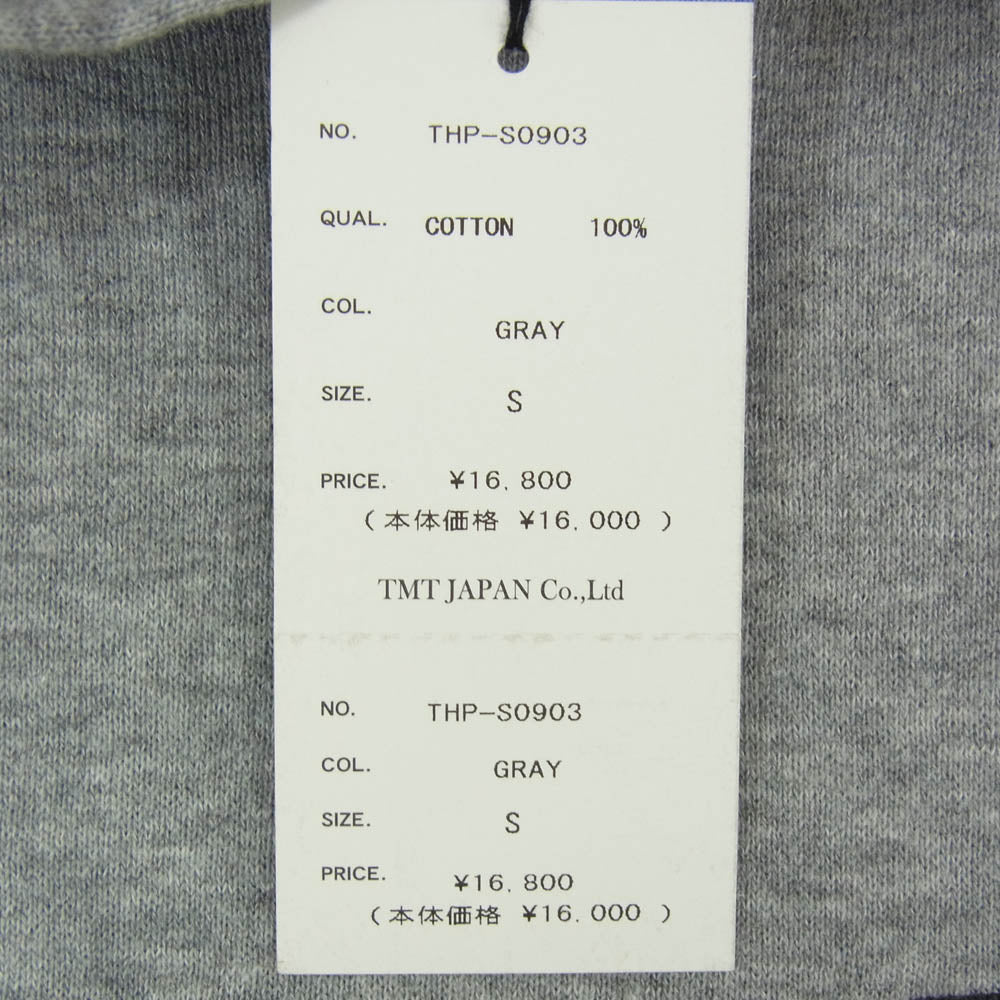 NO. THP-S0903
QUAL. COTTON 100%
COL. GRAY
SIZE. S
PRICE. ¥16,800
(本体価格 ¥16,000 )
TMT JAPAN Co.,Ltd
NO. THP-S0903
COL. GRAY
SIZE. S
PRICE. ¥16,800
(本体価格 ¥16,000 )